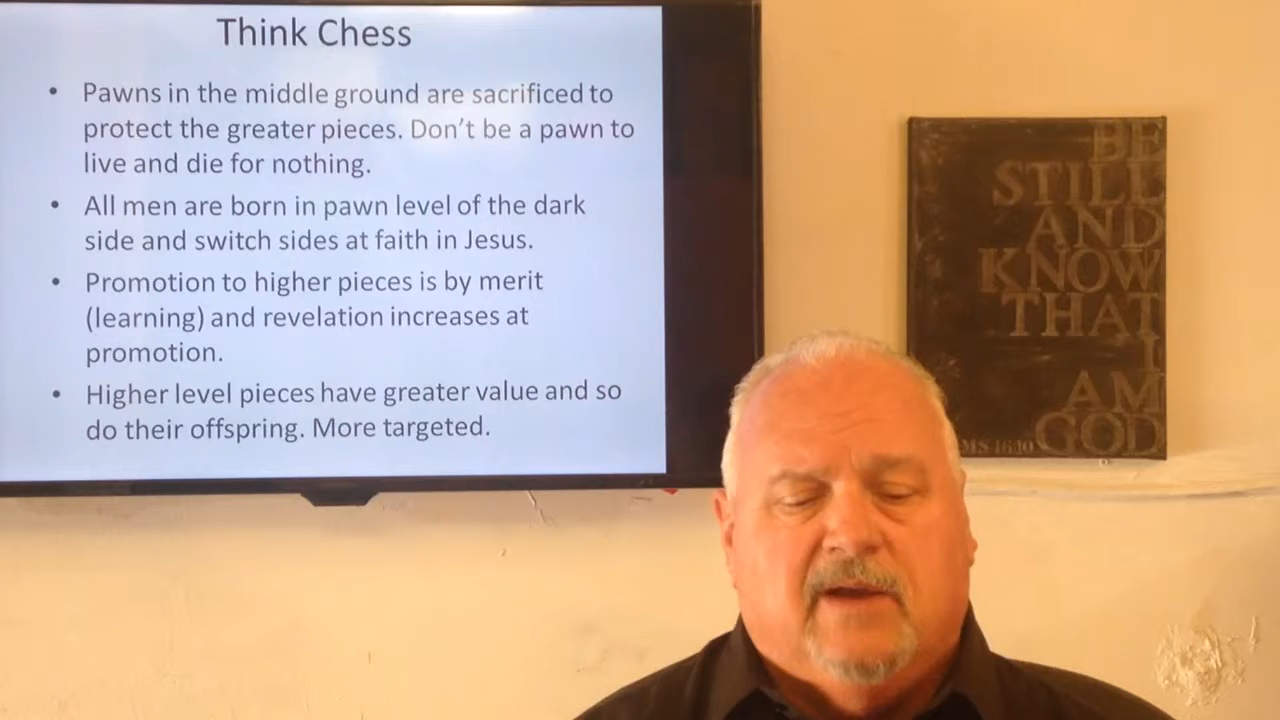 Think Chess
• Pawns in the middle ground are sacrificed to
protect the greater pieces. Don't be a pawn to
live and die for nothing.
• All men are born in pawn level of the dark
side and switch sides at faith in Jesus.
• Promotion to higher pieces is by merit
(learning) and revelation increases at
promotion.
• Higher level pieces have greater value and so
do their offspring. More targeted.
BE
STILL
AND
KNOW
THAT
I
AM
GOD